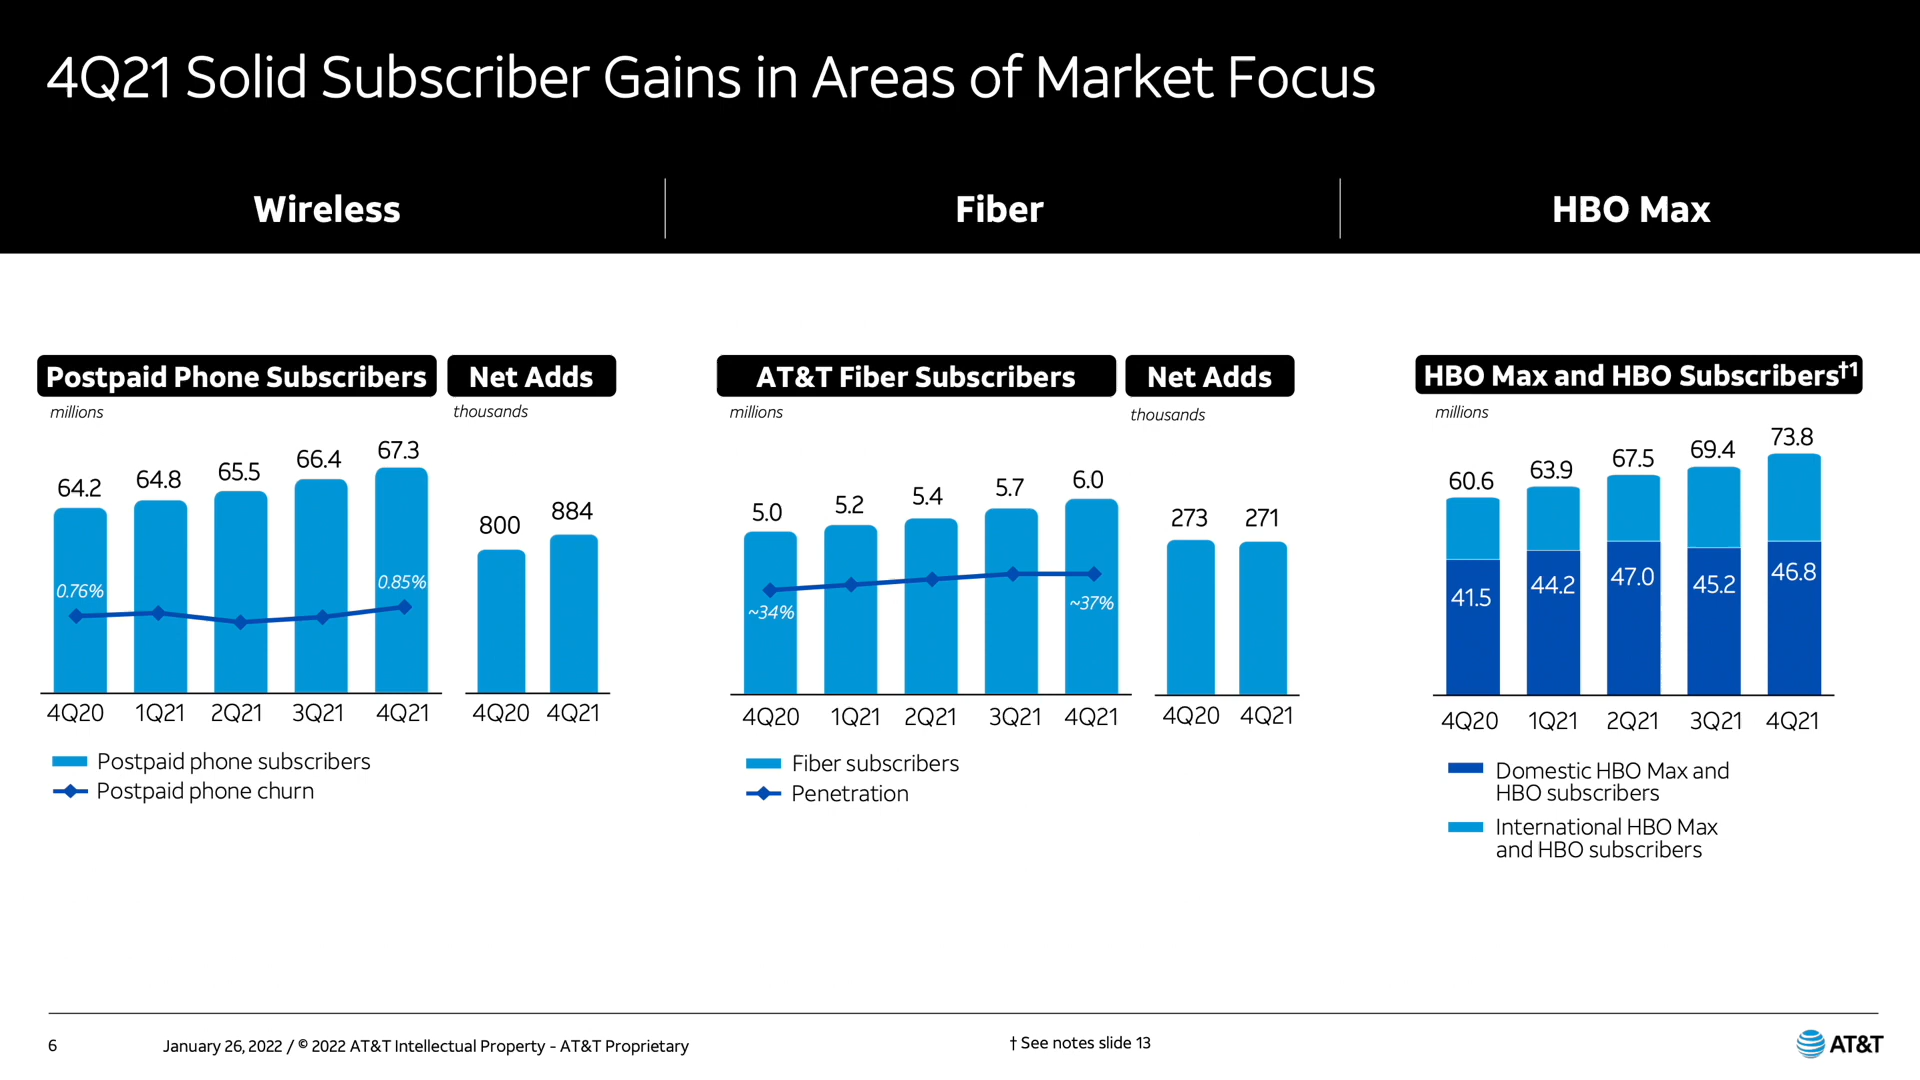 4Q21 Solid Subscriber Gains in Areas of Market Focus
Wireless
Fiber
HBO Max
Postpaid Phone Subscribers
millions
64.2
64.8
65.5
66.4
67.3
0.76%
0.85%
4Q20
1Q21
2Q21
3Q21
4Q21
Postpaid phone subscribers
Postpaid phone churn
Net Adds
thousands
800
884
4Q20
4Q21
AT&T Fiber Subscribers
millions
5.0
5.2
5.4
5.7
6.0
~34%
~37%
4Q20
1Q21
2Q21
3Q21
4Q21
Fiber subscribers
Penetration
Net Adds
thousands
273
271
4Q20
4Q21
HBO Max and HBO Subscribers†1
millions
60.6
63.9
67.5
69.4
73.8
41.5
44.2
47.0
45.2
46.8
4Q20
1Q21
2Q21
3Q21
4Q21
Domestic HBO Max and
HBO subscribers
International HBO Max
and HBO subscribers
6
January 26, 2022 / © 2022 AT&T Intellectual Property - AT&T Proprietary
† See notes slide 13
AT&T